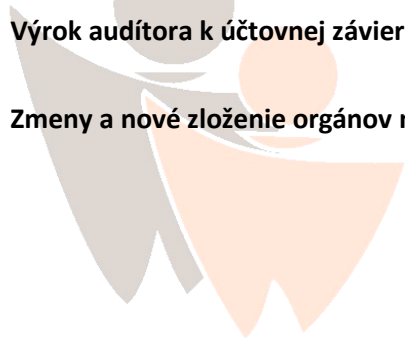 Výrok audítora k účtovnej závier
Zmeny a nové zloženie orgánov